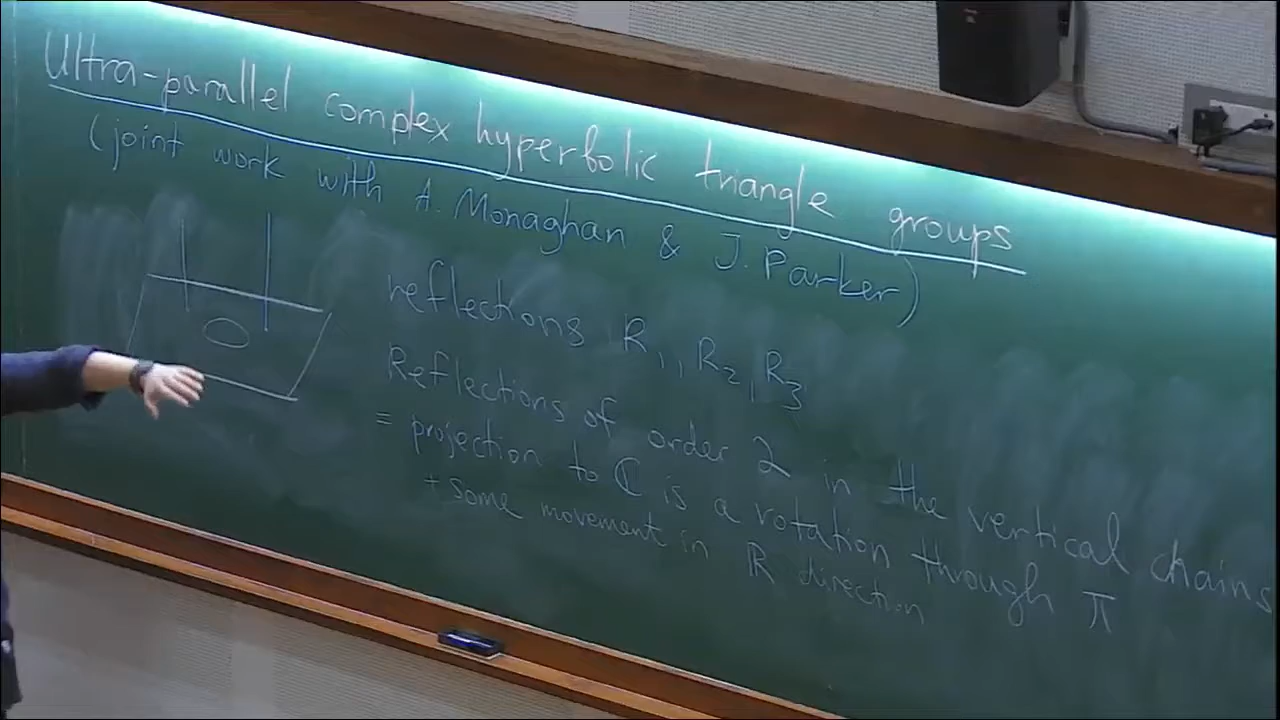 Ultra-parallel complex hyperbolic triangle groups
(joint work with A. Monaghan & J. Parker)
reflections R₁, R₂, R₃
Reflections of order 2 in the vertical chains
= projection to ℂ is a rotation through π
+ some movement in ℝ direction